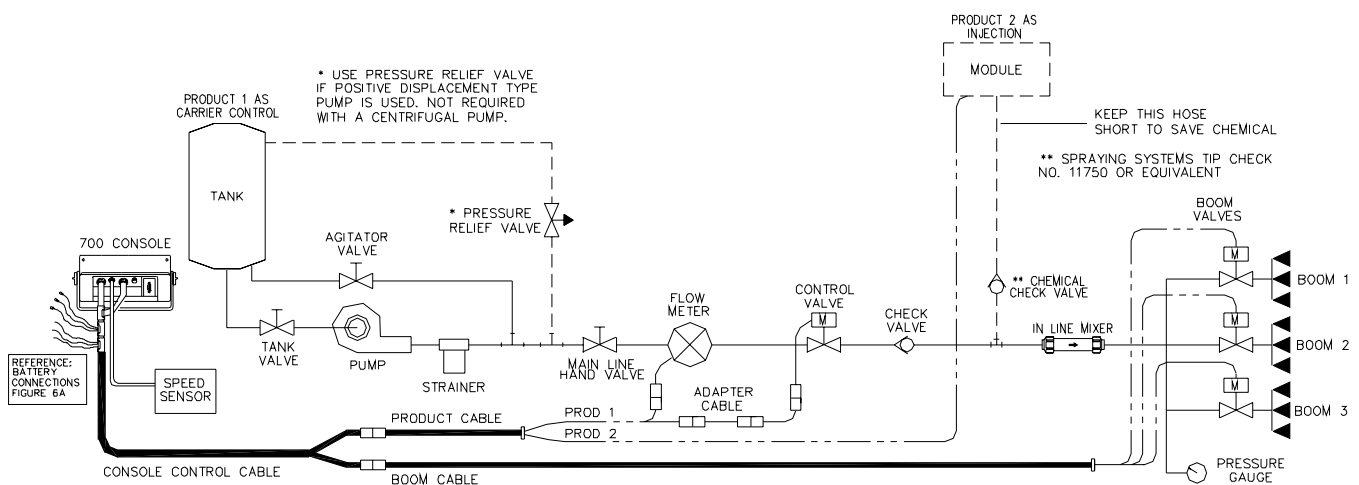 PRODUCT 2 AS
INJECTION
MODULE
* USE PRESSURE RELIEF VALVE
IF POSITIVE DISPLACEMENT TYPE
PUMP IS USED. NOT REQUIRED
WITH A CENTRIFUGAL PUMP.
PRODUCT 1 AS
CARRIER CONTROL
TANK
KEEP THIS HOSE
SHORT TO SAVE CHEMICAL
** SPRAYING SYSTEMS TIP CHECK
NO. 11750 OR EQUIVALENT
* PRESSURE
RELIEF VALVE
BOOM
VALVES
700 CONSOLE
AGITATOR
VALVE
M
BOOM 1
** CHEMICAL
CHECK VALVE
FLOW
METER
CONTROL
VALVE
M
CHECK
VALVE
IN LINE MIXER
M
BOOM 2
TANK
VALVE
PUMP
STRAINER
MAIN LINE
HAND VALVE
REFERENCE:
BATTERY
CONNECTIONS
FIGURE 6A
SPEED
SENSOR
ADAPTER
CABLE
M
BOOM 3
PRODUCT CABLE
PROD 1
PROD 2
CONSOLE CONTROL CABLE
BOOM CABLE
PRESSURE
GAUGE